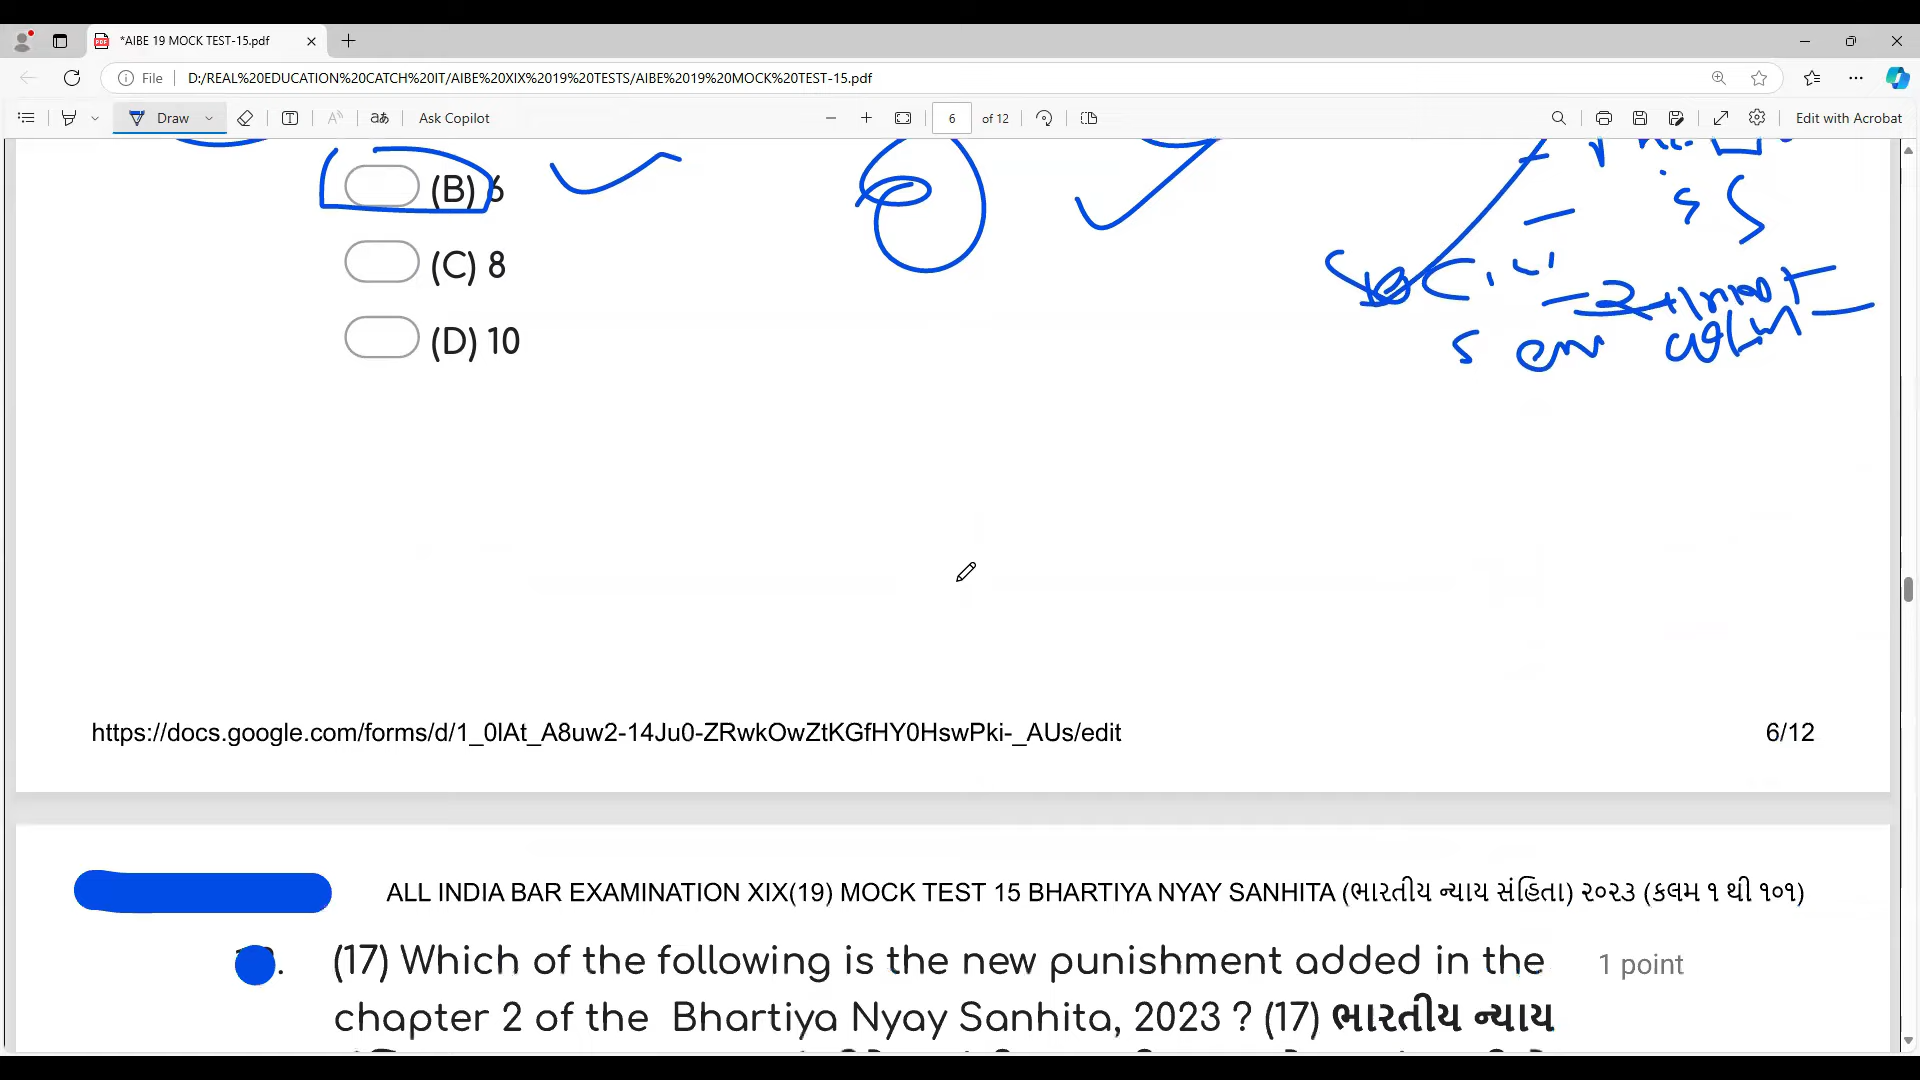 *AIBE 19 MOCK TEST-15.pdf
File
D:/REAL%20EDUCATION%20CATCH%20IT/AIBE%20XIX%2019%20TESTS/AIBE%2019%20MOCK%20TEST-15.pdf
Draw
Ask Copilot
6 of 12
Edit with Acrobat
(B) 6
(C) 8
(D) 10
https://docs.google.com/forms/d/1_0lAt_A8uw2-14Ju0-ZRwkOwZtKGfHY0HswPki-_AUs/edit
6/12
ALL INDIA BAR EXAMINATION XIX(19) MOCK TEST 15 BHARTIYA NYAY SANHITA (ભારતીય ન્યાય સંહિતા) ૨૦૨૩ (કલમ ૧ થી ૧૦૧)
(17) Which of the following is the new punishment added in the
1 point
chapter 2 of the Bhartiya Nyay Sanhita, 2023 ? (17) ભારતીય ન્યાય